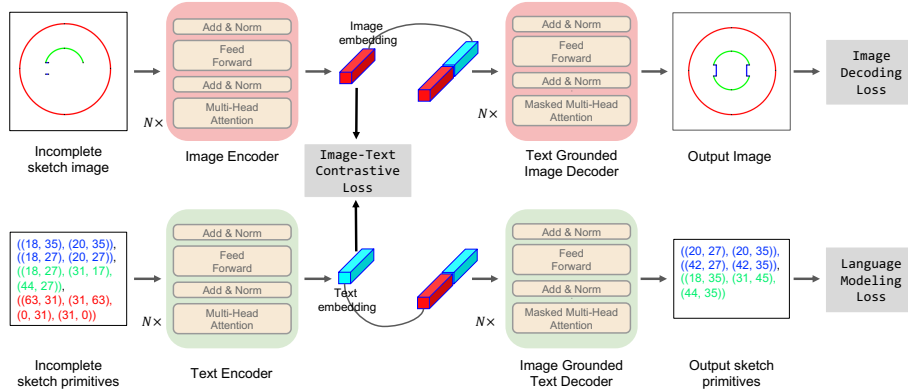 Add & Norm
Feed
Forward
Add & Norm
Multi-Head
Attention
N×
Incomplete
sketch image
Image Encoder
Image
embedding
Add & Norm
Feed
Forward
Add & Norm
Masked Multi-Head
Attention
N×
Text Grounded
Image Decoder
Output Image
Image
Decoding
Loss
Image-Text
Contrastive
Loss
((18, 35), (20, 35)),
((18, 27), (20, 27)),
((18, 27), (31, 17),
(44, 27)),
((63, 31), (31, 63),
(0, 31), (31, 0))
Incomplete
sketch primitives
Add & Norm
Feed
Forward
Add & Norm
Multi-Head
Attention
N×
Text Encoder
Text
embedding
Add & Norm
Feed
Forward
Add & Norm
Masked Multi-Head
Attention
N×
Image Grounded
Text Decoder
((20, 27), (20, 35)),
((42, 27), (42, 35)),
((18, 35), (31, 45),
(44, 35))
Output sketch
primitives
Language
Modeling
Loss